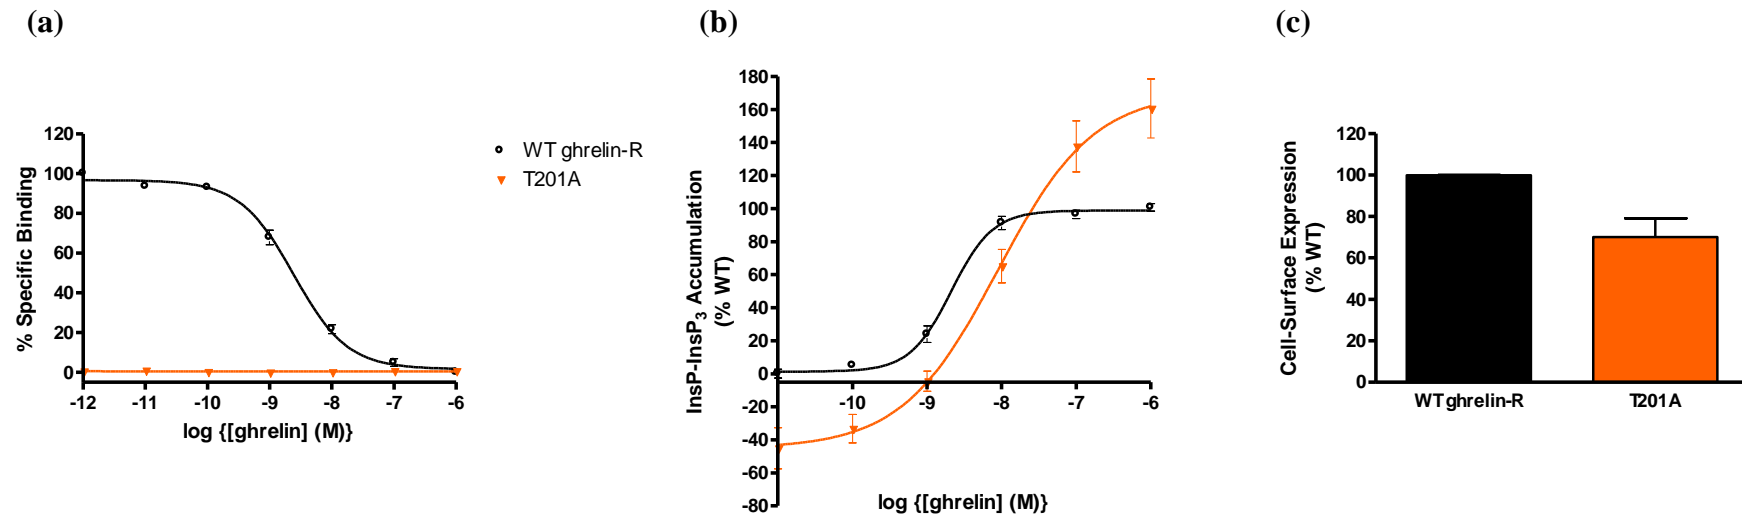 (a)
120
100
80
60
40
20
0
% Specific Binding
-12 -11 -10 -9 -8 -7 -6
log {[ghrelin] (M)}
WT ghrelin-R
T201A
(b)
180
160
140
120
100
80
60
40
20
0
-20
-40
-60
-80
InsP-InsP3 Accumulation
(% WT)
-10 -9 -8 -7 -6
log {[ghrelin] (M)}
(c)
120
100
80
60
40
20
0
Cell-Surface Expression
(% WT)
WT ghrelin-R T201A